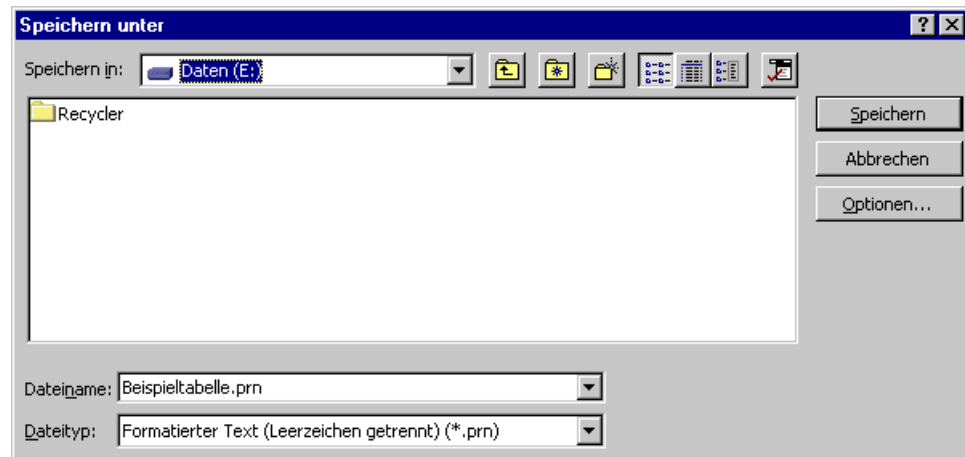 Speichern unter
Speichern in: Daten (E:)
Recycler
Speichern
Abbrechen
Optionen...
Dateiname: Beispieltabelle.prn
Dateityp: Formatierter Text (Leerzeichen getrennt) (*.prn)